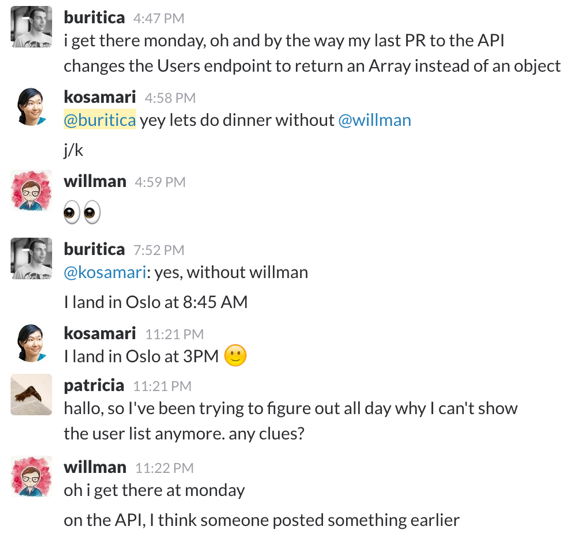 buritica 4:47 PM
i get there monday, oh and by the way my last PR to the API
changes the Users endpoint to return an Array instead of an object
kosamari 4:58 PM
@buritica yey lets do dinner without @willman
j/k
willman 4:59 PM
buritica 7:52 PM
@kosamari: yes, without willman
I land in Oslo at 8:45 AM
kosamari 11:21 PM
I land in Oslo at 3PM
patricia 11:21 PM
hallo, so I've been trying to figure out all day why I can't show
the user list anymore. any clues?
willman 11:22 PM
oh i get there at monday
on the API, I think someone posted something earlier